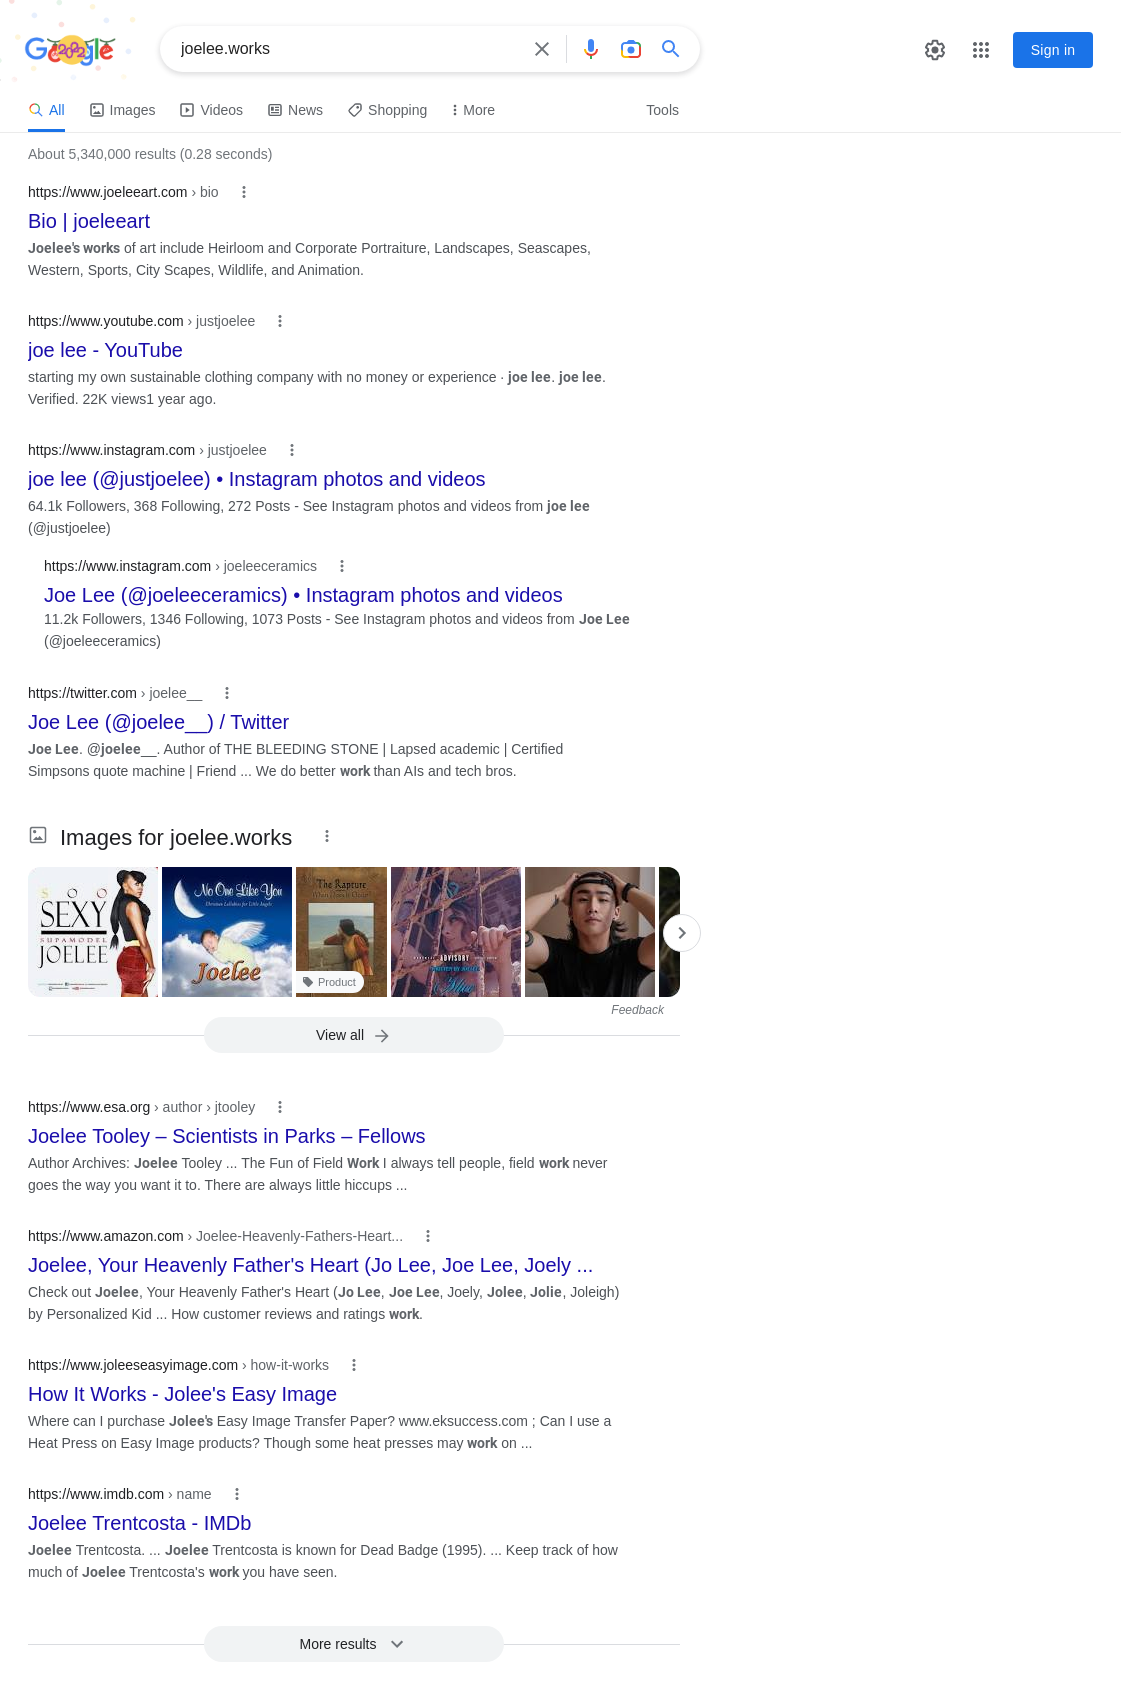 Google
joelee.works
Sign in
All
Images
Videos
News
Shopping
More
Tools
About 5,340,000 results (0.28 seconds)
https://www.joeleeart.com › bio
Bio | joeleeart
Joelee's works of art include Heirloom and Corporate Portraiture, Landscapes, Seascapes,
Western, Sports, City Scapes, Wildlife, and Animation.
https://www.youtube.com › justjoelee
joe lee - YouTube
starting my own sustainable clothing company with no money or experience · joe lee. joe lee.
Verified. 22K views1 year ago.
https://www.instagram.com › justjoelee
joe lee (@justjoelee) • Instagram photos and videos
64.1k Followers, 368 Following, 272 Posts - See Instagram photos and videos from joe lee
(@justjoelee)
https://www.instagram.com › joeleeceramics
Joe Lee (@joeleeceramics) • Instagram photos and videos
11.2k Followers, 1346 Following, 1073 Posts - See Instagram photos and videos from Joe Lee
(@joeleeceramics)
https://twitter.com › joelee__
Joe Lee (@joelee__) / Twitter
Joe Lee. @joelee__. Author of THE BLEEDING STONE | Lapsed academic | Certified
Simpsons quote machine | Friend ... We do better work than AIs and tech bros.
Images for joelee.works
SOO
SEXY
SUPAMODEL
JOELEE
No One Like You
Christian Lullabies for Little Angels
Joelee
The Rapture
Product
ADVISORY
Feedback
View all
https://www.esa.org › author › jtooley
Joelee Tooley – Scientists in Parks – Fellows
Author Archives: Joelee Tooley ... The Fun of Field Work I always tell people, field work never
goes the way you want it to. There are always little hiccups ...
https://www.amazon.com › Joelee-Heavenly-Fathers-Heart...
Joelee, Your Heavenly Father's Heart (Jo Lee, Joe Lee, Joely ...
Check out Joelee, Your Heavenly Father's Heart (Jo Lee, Joe Lee, Joely, Jolee, Jolie, Joleigh)
by Personalized Kid ... How customer reviews and ratings work.
https://www.joleeseasyimage.com › how-it-works
How It Works - Jolee's Easy Image
Where can I purchase Jolee's Easy Image Transfer Paper? www.eksuccess.com ; Can I use a
Heat Press on Easy Image products? Though some heat presses may work on ...
https://www.imdb.com › name
Joelee Trentcosta - IMDb
Joelee Trentcosta. ... Joelee Trentcosta is known for Dead Badge (1995). ... Keep track of how
much of Joelee Trentcosta's work you have seen.
More results